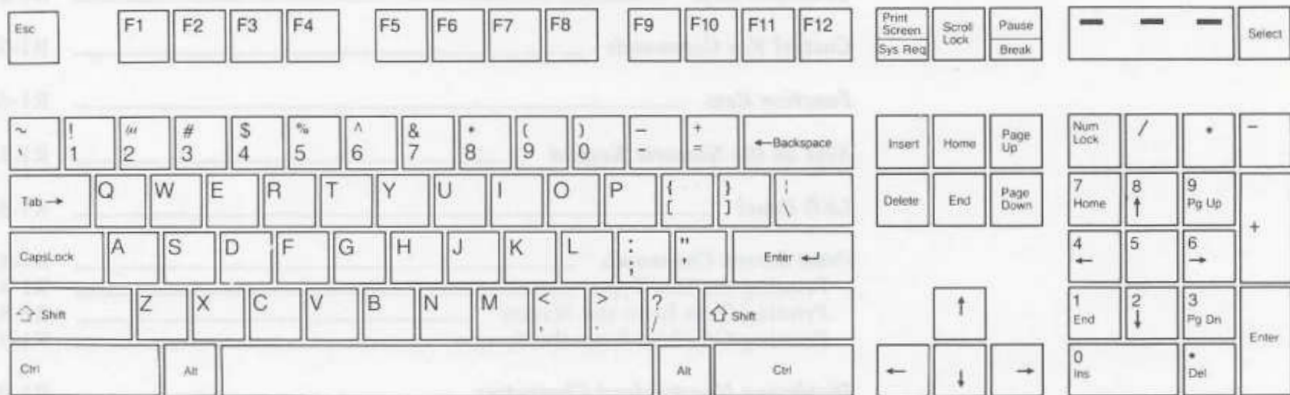 Esc F1 F2 F3 F4 F5 F6 F7 F8 F9 F10 F11 F12 Print Screen Sys Req Scroll Lock Pause Break Select
~ ` ! 1 @ 2 # 3 $ 4 % 5 ^ 6 & 7 * 8 ( 9 ) 0 – - + = ←Backspace Insert Home Page Up Num Lock / * –
Tab → Q W E R T Y U I O P { [ } ] ¦ \ Delete End Page Down 7 Home 8 ↑ 9 Pg Up +
CapsLock A S D F G H J K L : ; " ' Enter ↵ 4 ← 5 6 →
⇧ Shift Z X C V B N M < , > . ? / ⇧ Shift ↑ 1 End 2 ↓ 3 Pg Dn Enter
Ctrl Alt Alt Ctrl ← ↓ → 0 Ins • Del